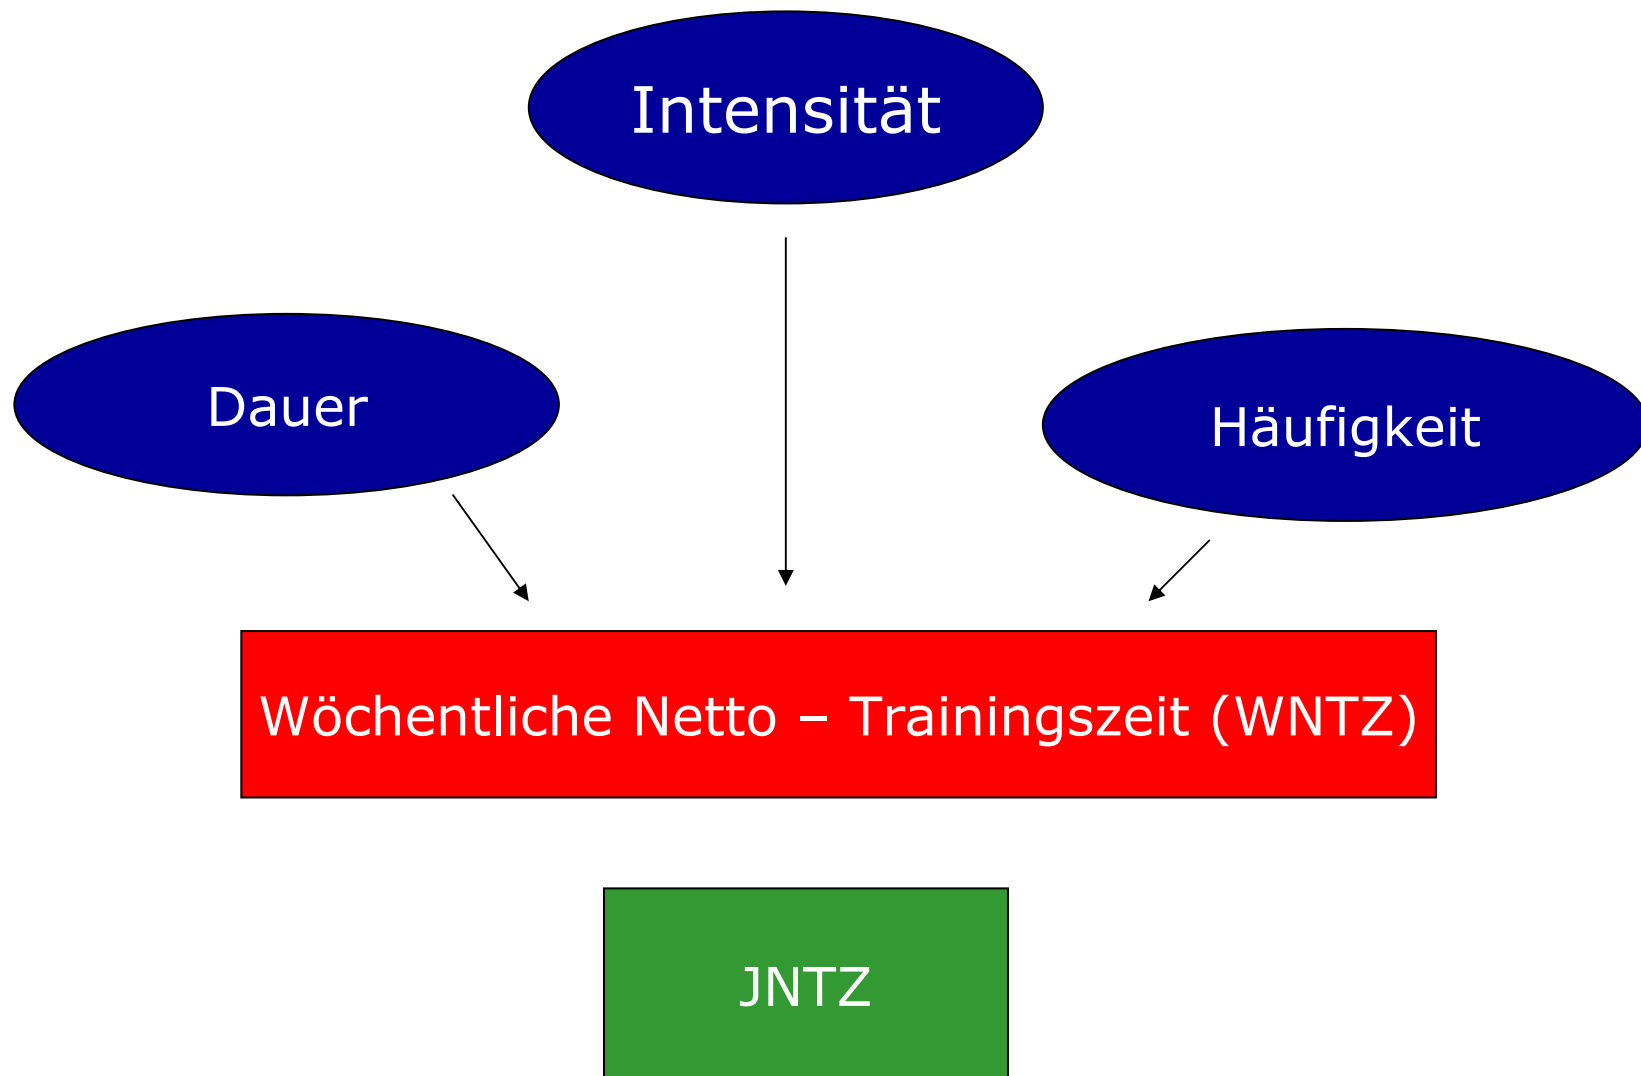 Intensität
Dauer
Häufigkeit
Wöchentliche Netto – Trainingszeit (WNTZ)
JNTZ